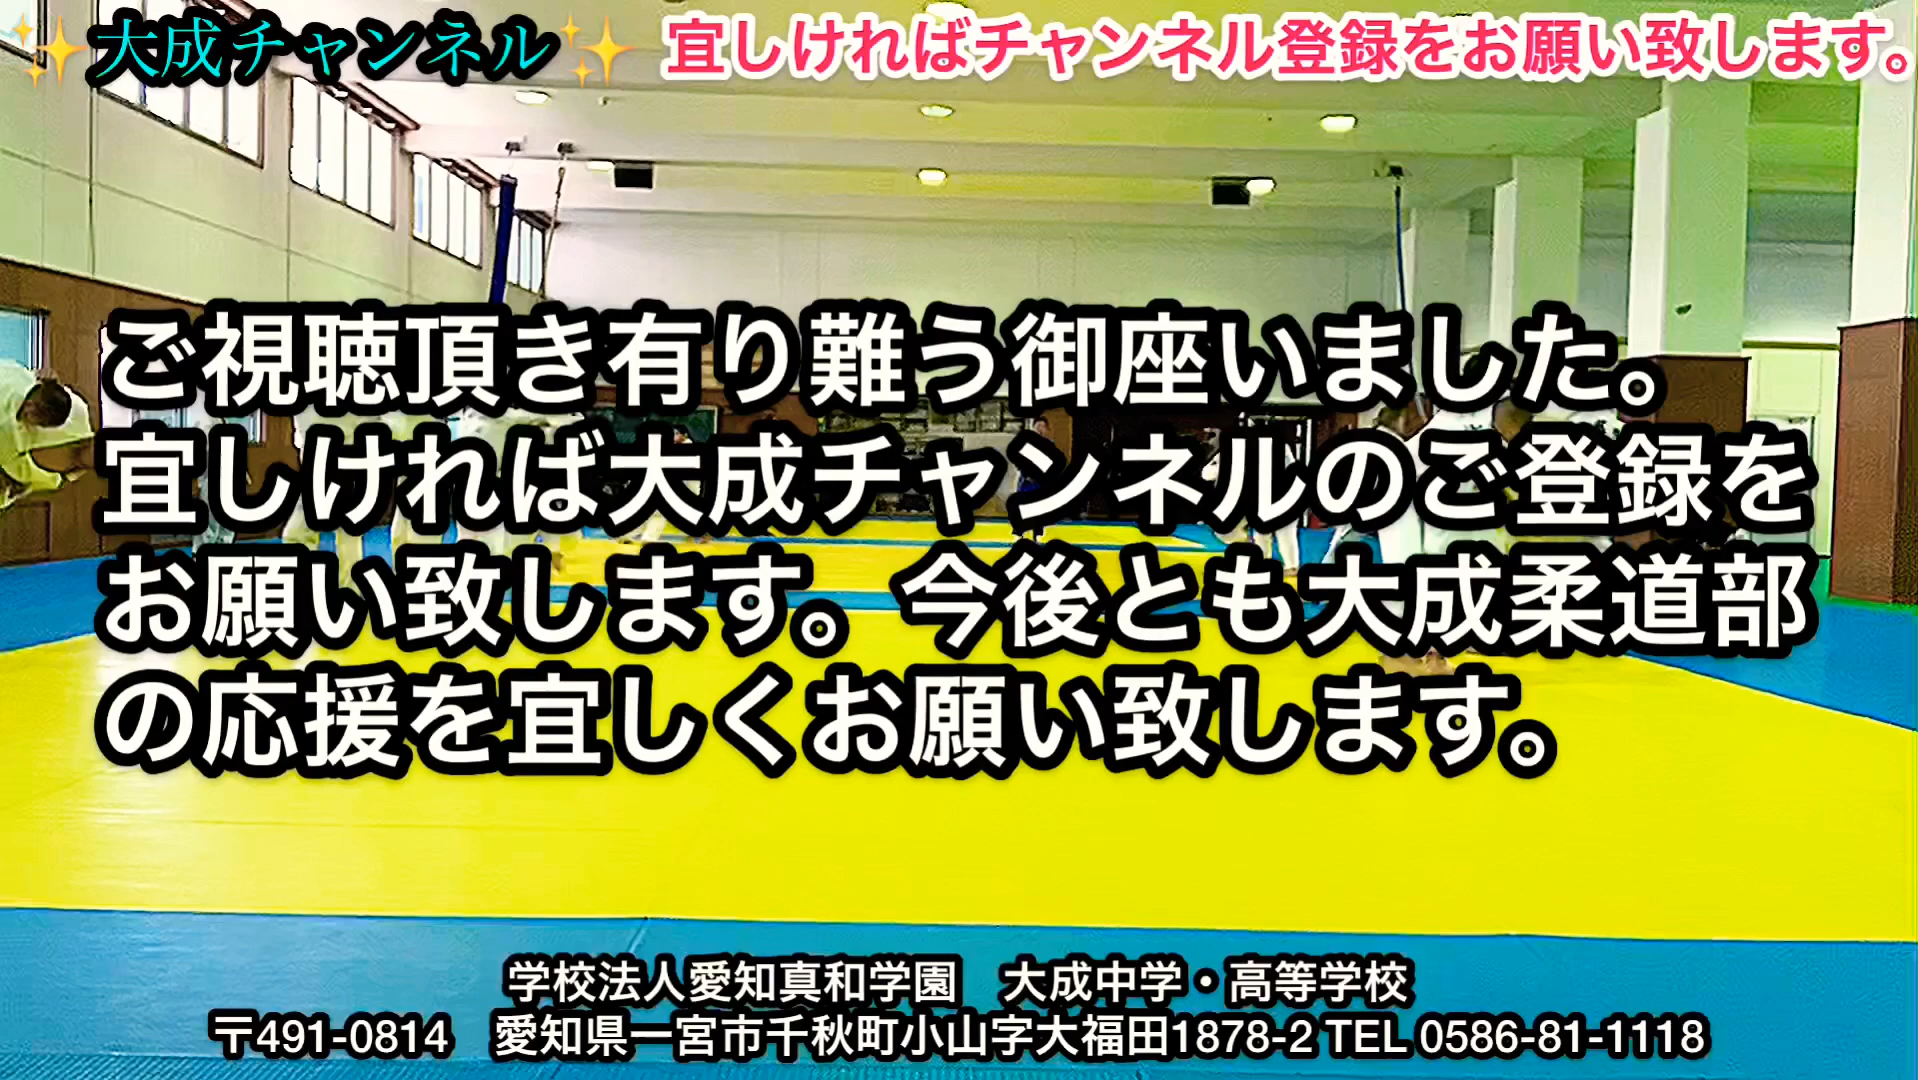 ✨大成チャンネル✨ 宜しければチャンネル登録をお願い致します。
ご視聴頂き有り難う御座いました。
宜しければ大成チャンネルのご登録を
お願い致します。今後とも大成柔道部
の応援を宜しくお願い致します。
学校法人愛知真和学園　大成中学・高等学校
〒491-0814　愛知県一宮市千秋町小山字大福田1878-2 TEL 0586-81-1118